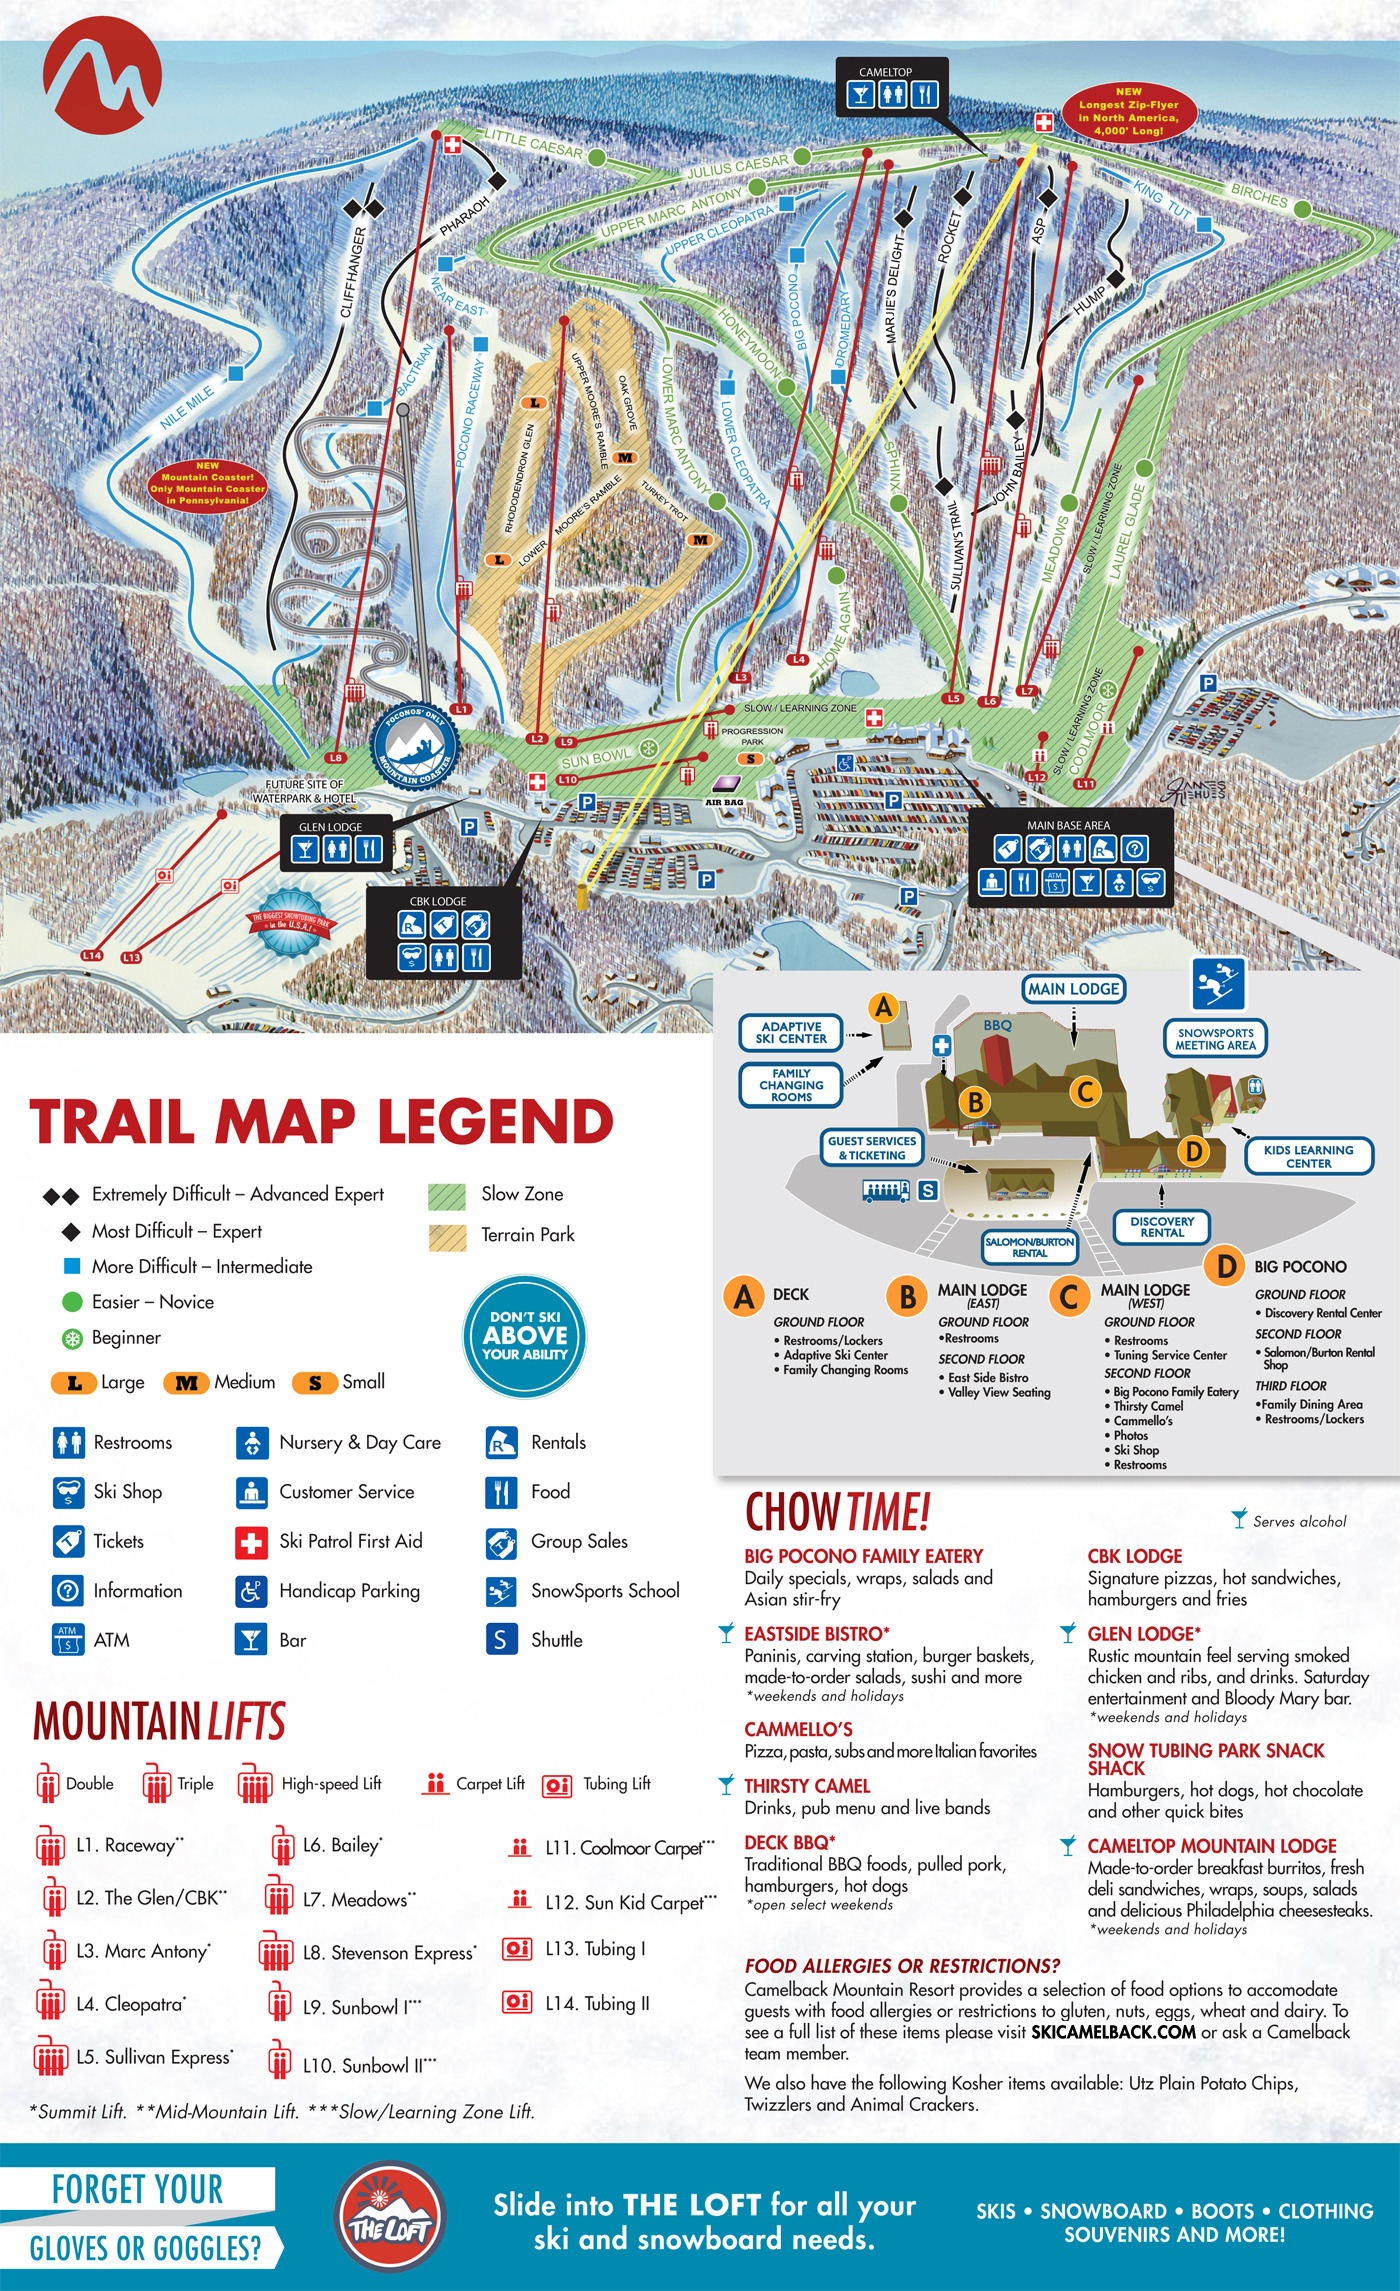 CAMELTOP
NEW
Longest Zip-Flyer
in North America,
4,000' Long!
LITTLE CAESAR
JULIUS CAESAR
UPPER MARC ANTONY
UPPER CLEOPATRA
KING TUT
BIRCHES
PHARAOH
CLIFFHANGER
NEAR EAST
BACTRIAN
POCONO RACEWAY
NILE MILE
NEW
Mountain Coaster!
Only Mountain Coaster
in Pennsylvania!
L
RHODODENDRON GLEN
UPPER MOORE'S RAMBLE
OAK GROVE
M
LOWER MOORE'S RAMBLE
TURKEY TROT
M
L
LOWER MARC ANTONY
HONEYMOON
LOWER CLEOPATRA
BIG POCONO
DROMEDARY
MARJIE'S DELIGHT
ROCKET
ASP
HUMP
SPHINX
SULLIVAN'S TRAIL
JOHN BAILEY
MEADOWS
SLOW / LEARNING ZONE
LAUREL GLADE
HOME AGAIN
L1
L2
L3
L4
L5
L6
L7
L8
L9
L10
L11
L12
SLOW / LEARNING ZONE
SUN BOWL
PROGRESSION
PARK
S
AIR BAG
SLOW / LEARNING ZONE
COLMOOR
POCONOS' ONLY
MOUNTAIN COASTER
FUTURE SITE OF
WATERPARK & HOTEL
JAMES NIEHUES
P
P
P
P
P
P
GLEN LODGE
CBK LODGE
R
MAIN BASE AREA
R
?
ATM
THE BIGGEST SNOWTUBING PARK
in the U.S.A.!
L14
L13
MAIN LODGE
A
ADAPTIVE
SKI CENTER
FAMILY
CHANGING
ROOMS
BBQ
SNOWSPORTS
MEETING AREA
B
C
GUEST SERVICES
& TICKETING
S
D
KIDS LEARNING
CENTER
SALOMON/BURTON
RENTAL
DISCOVERY
RENTAL
A DECK
GROUND FLOOR
• Restrooms/Lockers
• Adaptive Ski Center
• Family Changing Rooms
B MAIN LODGE
(EAST)
GROUND FLOOR
•Restrooms
SECOND FLOOR
• East Side Bistro
• Valley View Seating
C MAIN LODGE
(WEST)
GROUND FLOOR
• Restrooms
• Tuning Service Center
SECOND FLOOR
• Big Pocono Family Eatery
• Thirsty Camel
• Cammello's
• Photos
• Ski Shop
• Restrooms
D BIG POCONO
GROUND FLOOR
• Discovery Rental Center
SECOND FLOOR
• Salomon/Burton Rental
Shop
THIRD FLOOR
•Family Dining Area
• Restrooms/Lockers
TRAIL MAP LEGEND
Extremely Difficult – Advanced Expert
Most Difficult – Expert
More Difficult – Intermediate
Easier – Novice
Beginner
Slow Zone
Terrain Park
DON'T SKI
ABOVE
YOUR ABILITY
L Large M Medium S Small
Restrooms
Nursery & Day Care
R Rentals
Ski Shop
Customer Service
Food
Tickets
Ski Patrol First Aid
Group Sales
? Information
Handicap Parking
SnowSports School
ATM ATM
Bar
S Shuttle
MOUNTAIN LIFTS
Double
Triple
High-speed Lift
Carpet Lift
Tubing Lift
L1. Raceway**
L2. The Glen/CBK**
L3. Marc Antony*
L4. Cleopatra*
L5. Sullivan Express*
L6. Bailey*
L7. Meadows**
L8. Stevenson Express*
L9. Sunbowl I***
L10. Sunbowl II***
L11. Coolmoor Carpet***
L12. Sun Kid Carpet***
L13. Tubing I
L14. Tubing II
*Summit Lift. **Mid-Mountain Lift. ***Slow/Learning Zone Lift.
CHOW TIME!
Serves alcohol
BIG POCONO FAMILY EATERY
Daily specials, wraps, salads and
Asian stir-fry
EASTSIDE BISTRO*
Paninis, carving station, burger baskets,
made-to-order salads, sushi and more
*weekends and holidays
CAMMELLO'S
Pizza, pasta, subs and more Italian favorites
THIRSTY CAMEL
Drinks, pub menu and live bands
DECK BBQ*
Traditional BBQ foods, pulled pork,
hamburgers, hot dogs
*open select weekends
CBK LODGE
Signature pizzas, hot sandwiches,
hamburgers and fries
GLEN LODGE*
Rustic mountain feel serving smoked
chicken and ribs, and drinks. Saturday
entertainment and Bloody Mary bar.
*weekends and holidays
SNOW TUBING PARK SNACK
SHACK
Hamburgers, hot dogs, hot chocolate
and other quick bites
CAMELTOP MOUNTAIN LODGE
Made-to-order breakfast burritos, fresh
deli sandwiches, wraps, soups, salads
and delicious Philadelphia cheesesteaks.
*weekends and holidays
FOOD ALLERGIES OR RESTRICTIONS?
Camelback Mountain Resort provides a selection of food options to accomodate
guests with food allergies or restrictions to gluten, nuts, eggs, wheat and dairy. To
see a full list of these items please visit SKICAMELBACK.COM or ask a Camelback
team member.
We also have the following Kosher items available: Utz Plain Potato Chips,
Twizzlers and Animal Crackers.
FORGET YOUR
GLOVES OR GOGGLES?
THE LOFT
Slide into THE LOFT for all your
ski and snowboard needs.
SKIS • SNOWBOARD • BOOTS • CLOTHING
SOUVENIRS AND MORE!